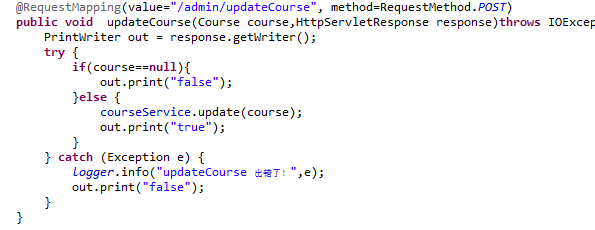 @RequestMapping(value="/admin/updateCourse", method=RequestMethod.POST)
public void  updateCourse(Course course,HttpServletResponse response)throws IOExcep
    PrintWriter out = response.getWriter();
    try {
        if(course==null){
            out.print("false");
        }else {
            courseService.update(course);
            out.print("true");
        }
    } catch (Exception e) {
        logger.info("updateCourse 出错了!",e);
        out.print("false");
    }
}